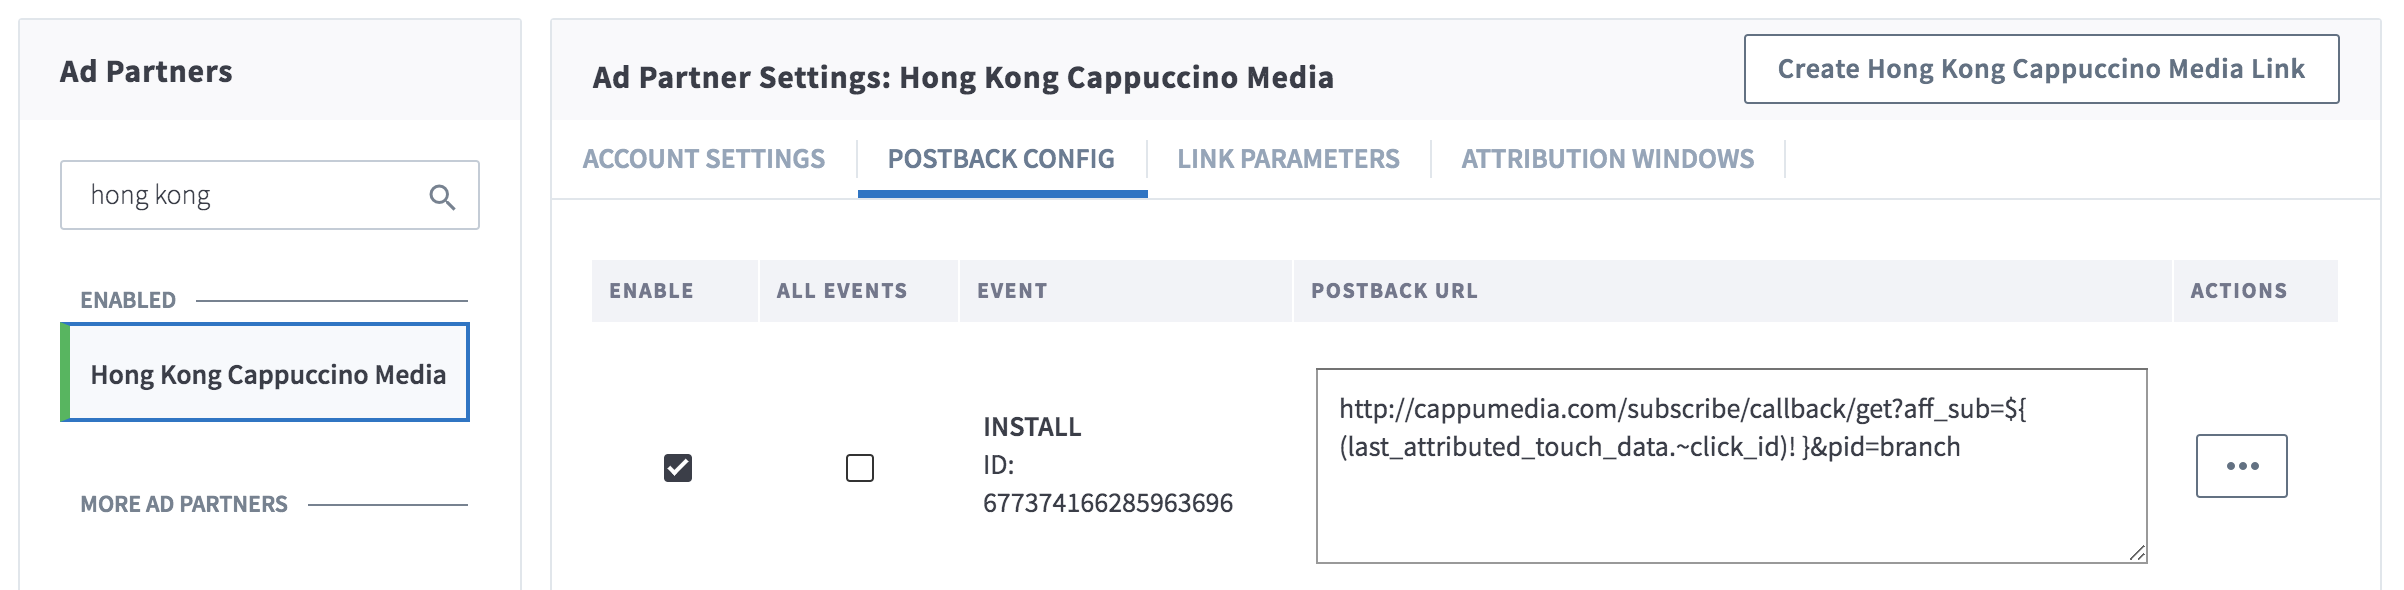 Ad Partners
hong kong
ENABLED
Hong Kong Cappuccino Media
MORE AD PARTNERS
Ad Partner Settings: Hong Kong Cappuccino Media
Create Hong Kong Cappuccino Media Link
ACCOUNT SETTINGS
POSTBACK CONFIG
LINK PARAMETERS
ATTRIBUTION WINDOWS
ENABLE
ALL EVENTS
EVENT
POSTBACK URL
ACTIONS
INSTALL
ID:
677374166285963696
http://cappumedia.com/subscribe/callback/get?aff_sub=${
(last_attributed_touch_data.~click_id)! }&pid=branch